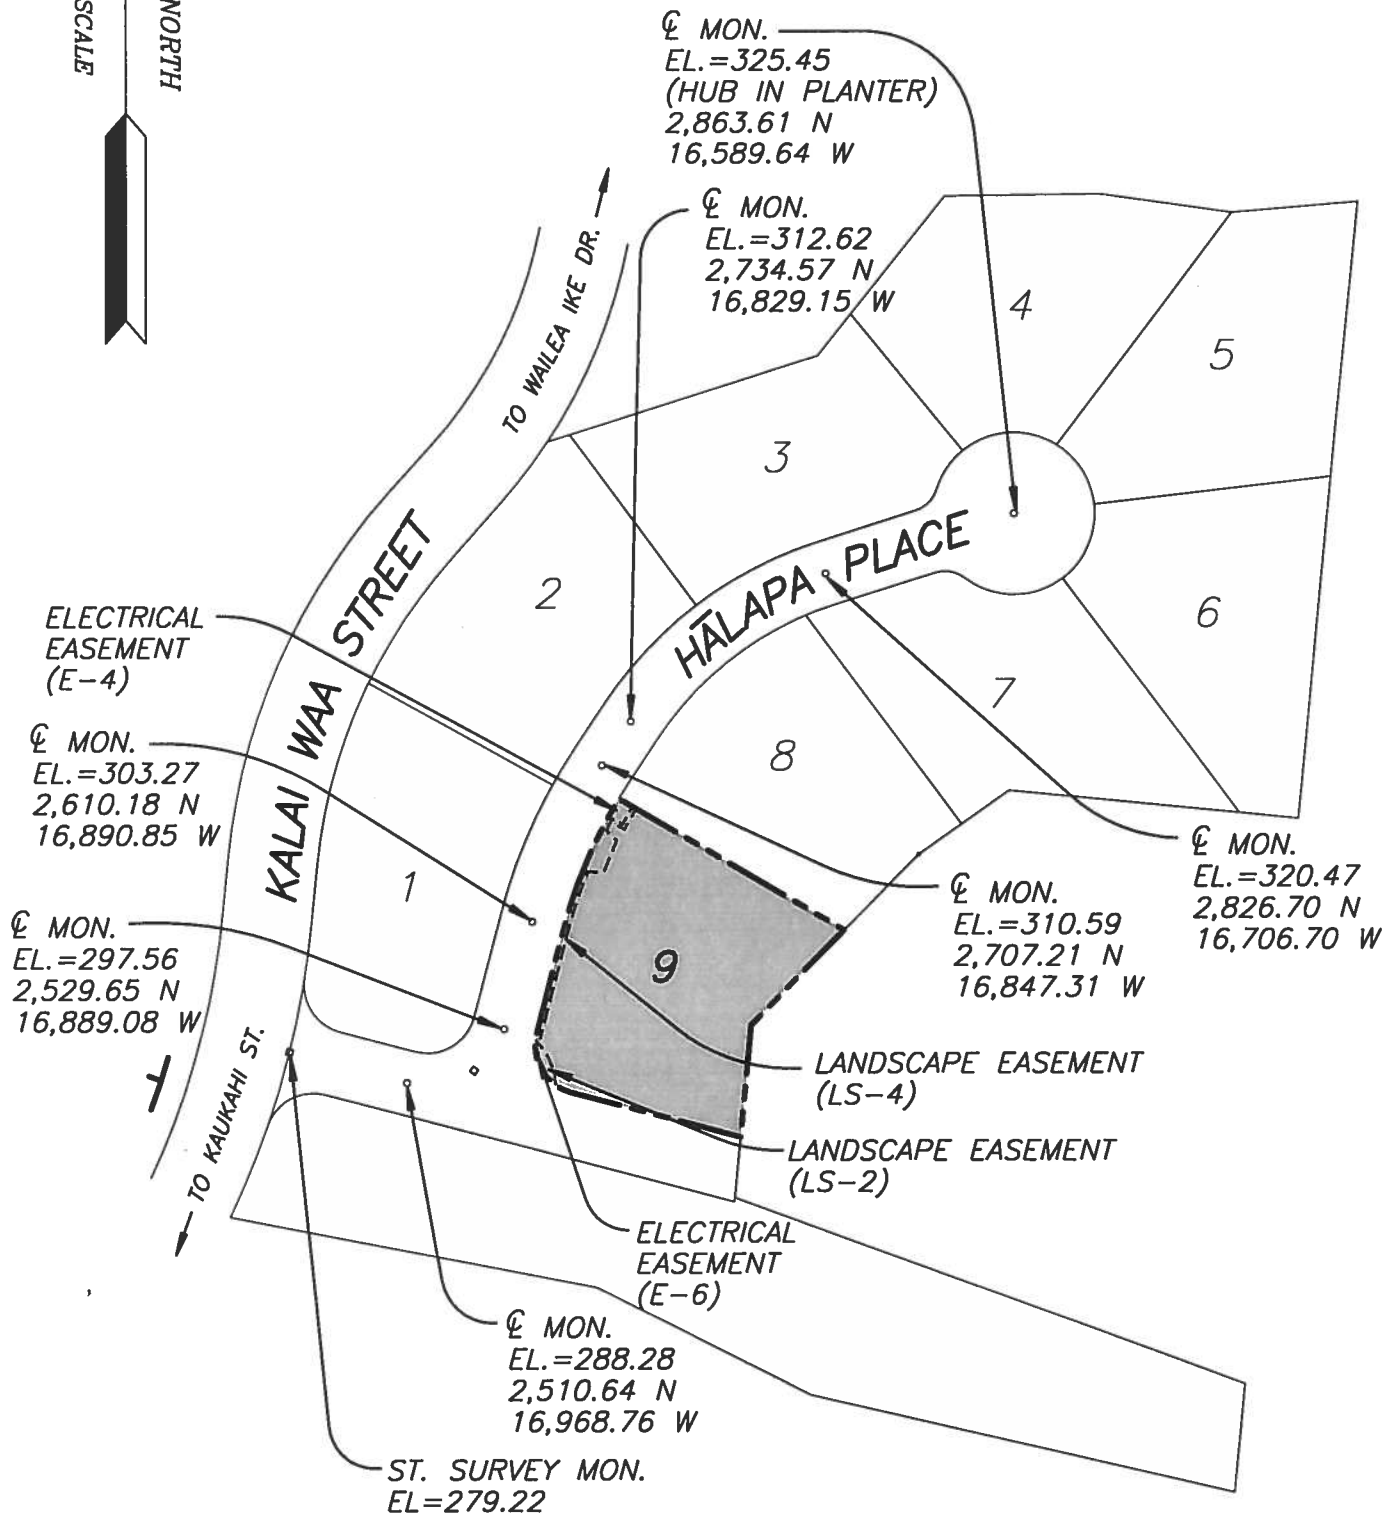 NORTH
SCALE
℄ MON.
EL.=325.45
(HUB IN PLANTER)
2,863.61 N
16,589.64 W
℄ MON.
EL.=312.62
2,734.57 N
16,829.15 W
TO WAILEA IKE DR.
4
5
3
2
6
7
8
1
9
KALAI WAA STREET
HĀLAPA PLACE
ELECTRICAL
EASEMENT
(E-4)
℄ MON.
EL.=303.27
2,610.18 N
16,890.85 W
℄ MON.
EL.=297.56
2,529.65 N
16,889.08 W
℄ MON.
EL.=320.47
2,826.70 N
16,706.70 W
℄ MON.
EL.=310.59
2,707.21 N
16,847.31 W
TO KAUKAHI ST.
LANDSCAPE EASEMENT
(LS-4)
LANDSCAPE EASEMENT
(LS-2)
ELECTRICAL
EASEMENT
(E-6)
℄ MON.
EL.=288.28
2,510.64 N
16,968.76 W
ST. SURVEY MON.
EL=279.22